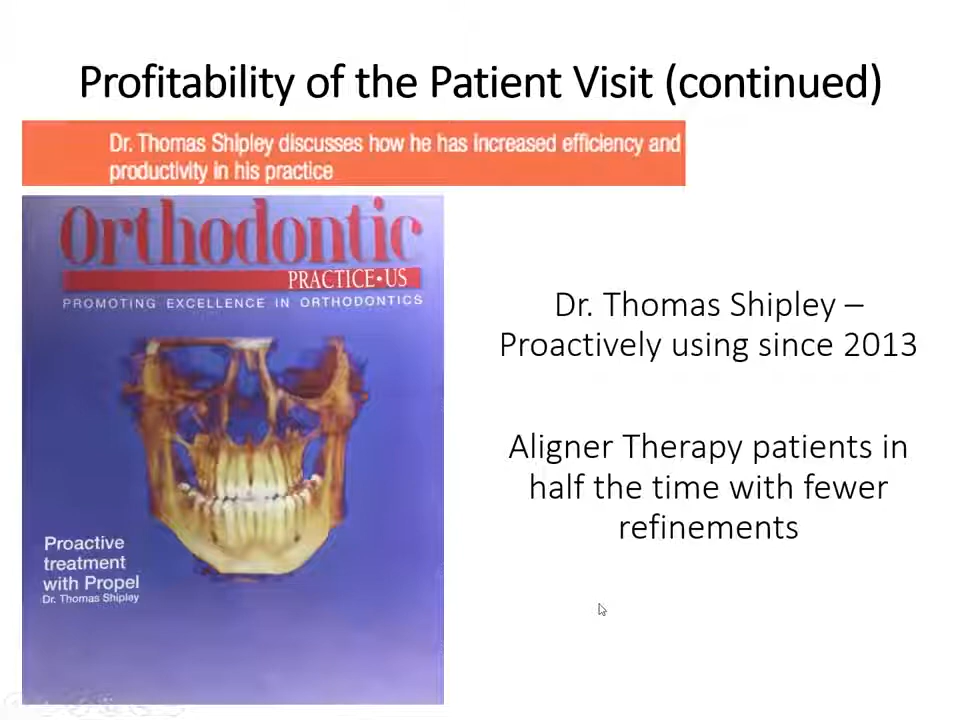 Profitability of the Patient Visit (continued)
Dr. Thomas Shipley discusses how he has increased efficiency and
productivity in his practice
Orthodontic
PRACTICE•US
PROMOTING EXCELLENCE IN ORTHODONTICS
Proactive
treatment
with Propel
Dr. Thomas Shipley
Dr. Thomas Shipley –
Proactively using since 2013
Aligner Therapy patients in
half the time with fewer
refinements